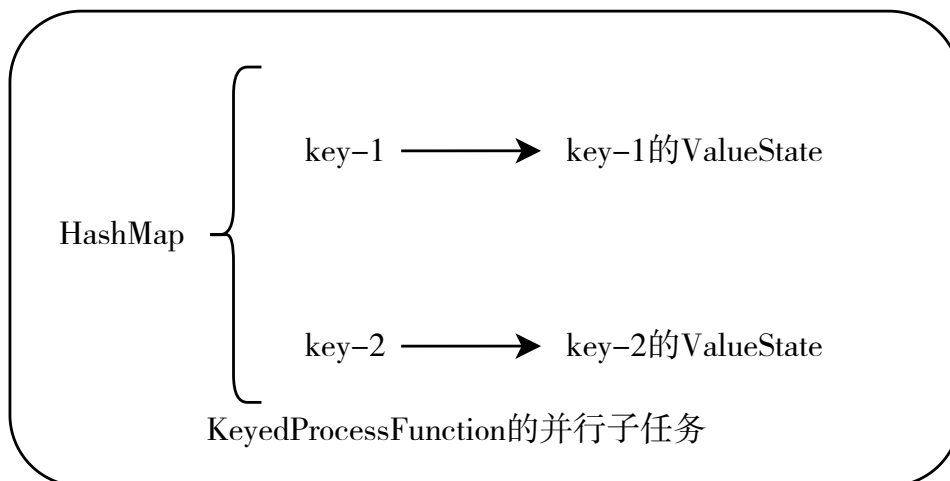 key-1 key-1的ValueState
HashMap
key-2 key-2的ValueState
KeyedProcessFunction的并行子任务